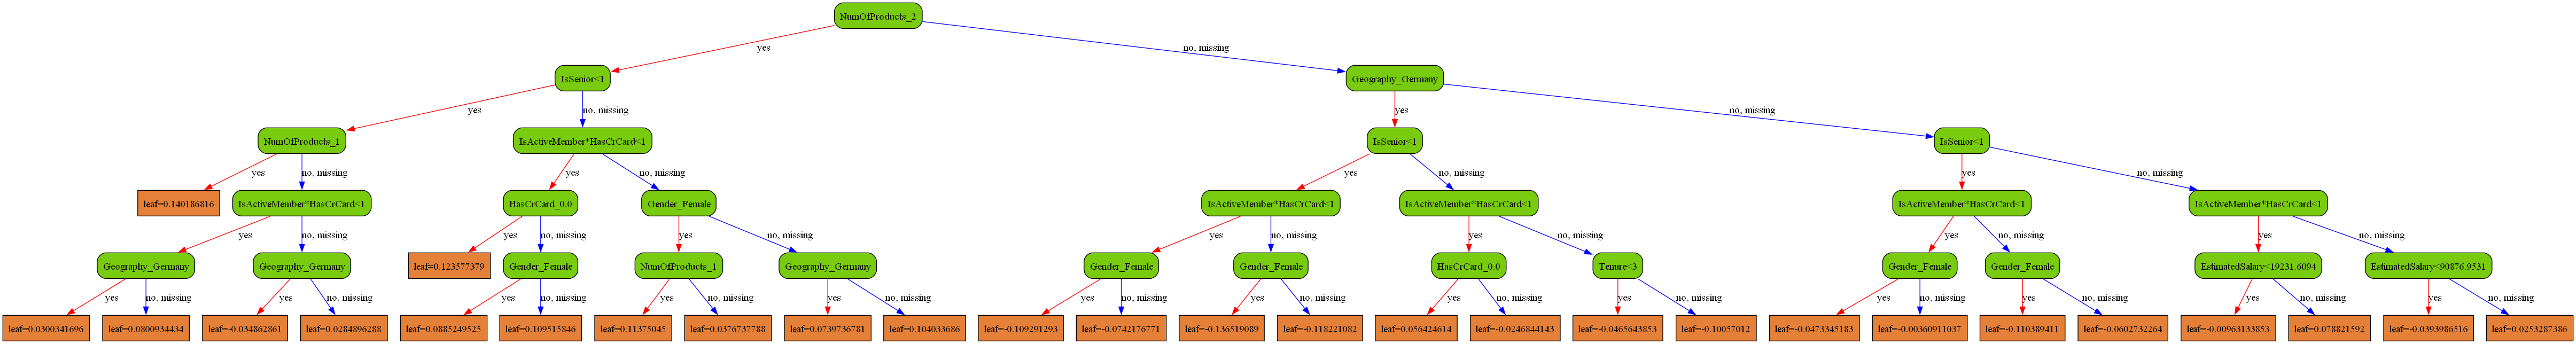 NumOfProducts_2
yes
no, missing
IsSenior<1
Geography_Germany
yes
no, missing
yes
no, missing
NumOfProducts_1
IsActiveMember*HasCrCard<1
IsSenior<1
IsSenior<1
yes
no, missing
yes
no, missing
yes
no, missing
yes
no, missing
leaf=0.140186816
IsActiveMember*HasCrCard<1
HasCrCard_0.0
Gender_Female
IsActiveMember*HasCrCard<1
IsActiveMember*HasCrCard<1
IsActiveMember*HasCrCard<1
IsActiveMember*HasCrCard<1
yes
no, missing
yes
no, missing
yes
no, missing
yes
no, missing
yes
no, missing
yes
no, missing
yes
no, missing
Geography_Germany
Geography_Germany
leaf=0.123577379
Gender_Female
NumOfProducts_1
Geography_Germany
Gender_Female
Gender_Female
HasCrCard_0.0
Tenure<3
Gender_Female
Gender_Female
EstimatedSalary<19231.6094
EstimatedSalary<90876.9531
yes
no, missing
yes
no, missing
yes
no, missing
yes
no, missing
yes
no, missing
yes
no, missing
yes
no, missing
yes
no, missing
yes
no, missing
yes
no, missing
yes
no, missing
yes
no, missing
yes
no, missing
leaf=0.0300341696
leaf=0.0800934434
leaf=-0.034862861
leaf=0.0284896288
leaf=0.0885249525
leaf=0.109515846
leaf=0.11375045
leaf=0.0376737788
leaf=0.0739736781
leaf=0.104033686
leaf=-0.109291293
leaf=-0.0742176771
leaf=-0.136519089
leaf=-0.118221082
leaf=0.056424614
leaf=-0.0246844143
leaf=-0.0465643853
leaf=-0.10057012
leaf=-0.0473345183
leaf=-0.00360911037
leaf=-0.110389411
leaf=-0.0602732264
leaf=-0.00963133853
leaf=0.078821592
leaf=-0.0393986516
leaf=0.0253287386